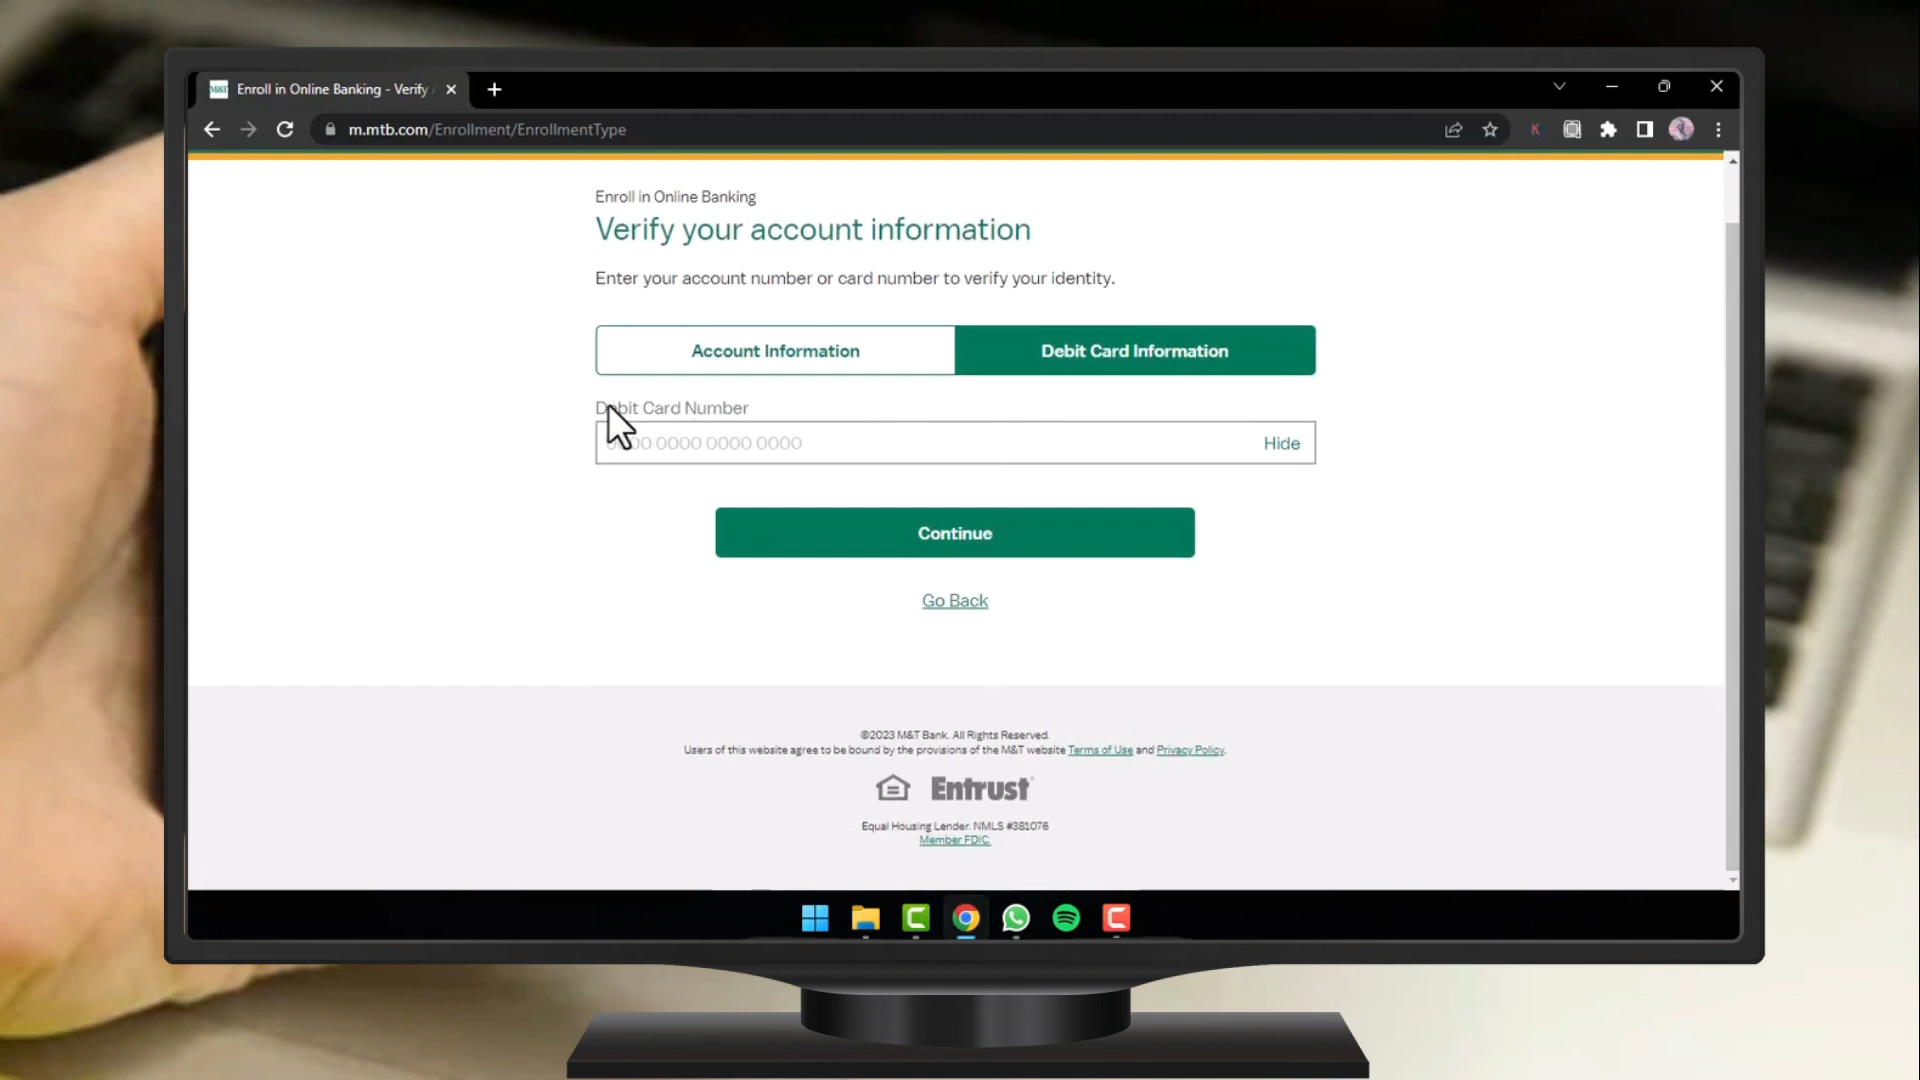 M&T
Enroll in Online Banking - Verify
m.mtb.com/Enrollment/EnrollmentType
K
Enroll in Online Banking
Verify your account information
Enter your account number or card number to verify your identity.
Account Information
Debit Card Information
Debit Card Number
0000 0000 0000 0000
Hide
Continue
Go Back
©2023 M&T Bank. All Rights Reserved.
Users of this website agree to be bound by the provisions of the M&T website Terms of Use and Privacy Policy.
Entrust
Equal Housing Lender. NMLS #381076
Member FDIC.